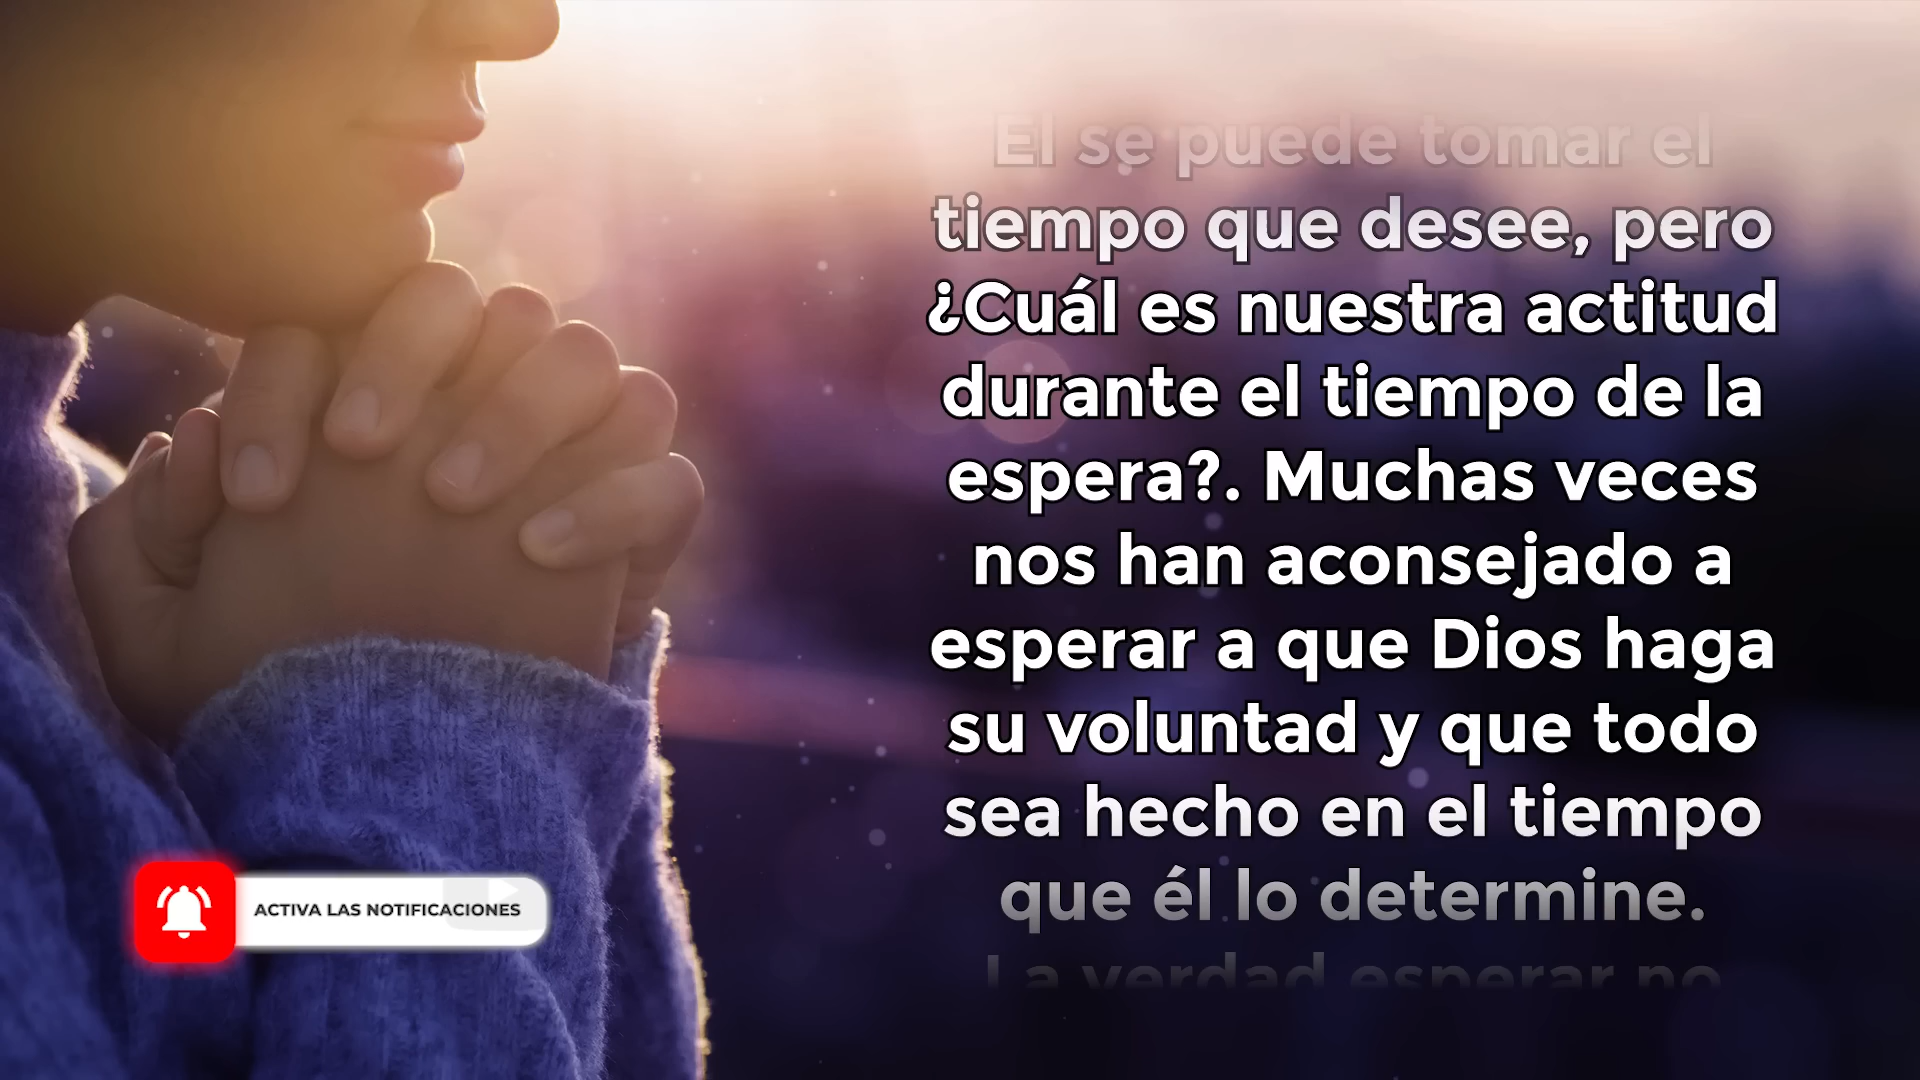 El se puede tomar el
tiempo que desee, pero
¿Cuál es nuestra actitud
durante el tiempo de la
espera?. Muchas veces
nos han aconsejado a
esperar a que Dios haga
su voluntad y que todo
sea hecho en el tiempo
que él lo determine.
La verdad esperar no
ACTIVA LAS NOTIFICACIONES